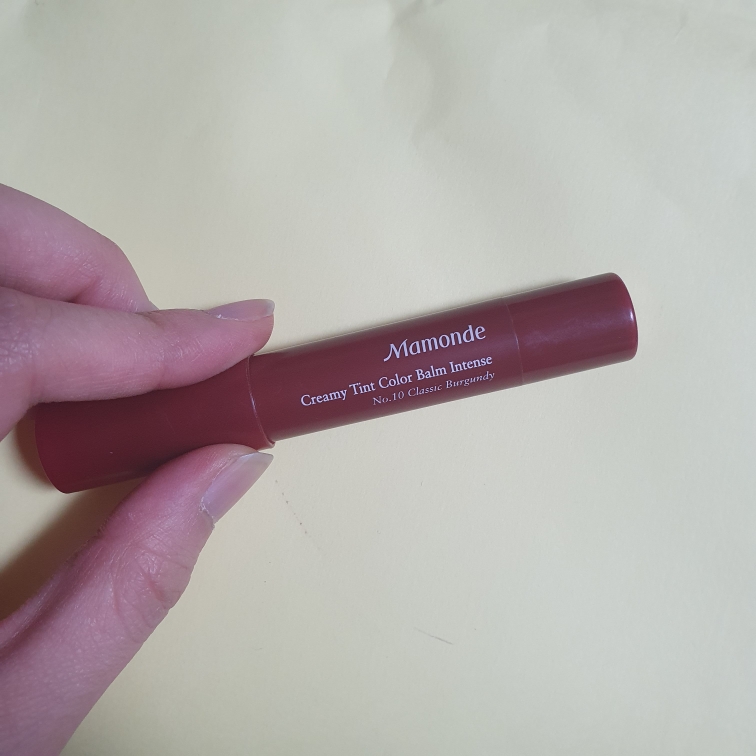 Mamonde
Creamy Tint Color Balm Intense
No.10 Classic Burgundy